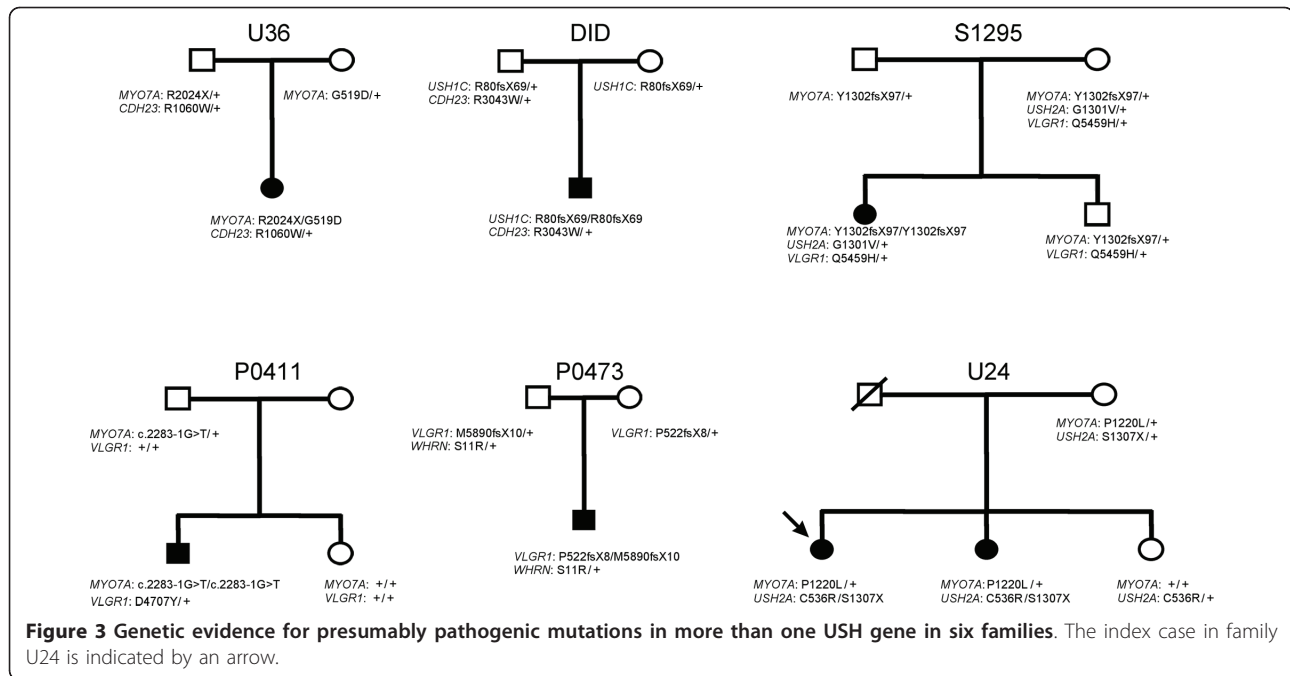 U36
MYO7A: R2024X/+
CDH23: R1060W/+
MYO7A: G519D/+
MYO7A: R2024X/G519D
CDH23: R1060W/+
DID
USH1C: R80fsX69/+
CDH23: R3043W/+
USH1C: R80fsX69/+
USH1C: R80fsX69/R80fsX69
CDH23: R3043W/+
S1295
MYO7A: Y1302fsX97/+
MYO7A: Y1302fsX97/+
USH2A: G1301V/+
VLGR1: Q5459H/+
MYO7A: Y1302fsX97/Y1302fsX97
USH2A: G1301V/+
VLGR1: Q5459H/+
MYO7A: Y1302fsX97/+
VLGR1: Q5459H/+
P0411
MYO7A: c.2283-1G>T/+
VLGR1: +/+
MYO7A: c.2283-1G>T/c.2283-1G>T
VLGR1: D4707Y/+
MYO7A: +/+
VLGR1: +/+
P0473
VLGR1: M5890fsX10/+
WHRN: S11R/+
VLGR1: P522fsX8/+
VLGR1: P522fsX8/M5890fsX10
WHRN: S11R/+
U24
MYO7A: P1220L/+
USH2A: S1307X/+
MYO7A: P1220L/+
USH2A: C536R/S1307X
MYO7A: P1220L/+
USH2A: C536R/S1307X
MYO7A: +/+
USH2A: C536R/+
Figure 3 Genetic evidence for presumably pathogenic mutations in more than one USH gene in six families. The index case in family
U24 is indicated by an arrow.